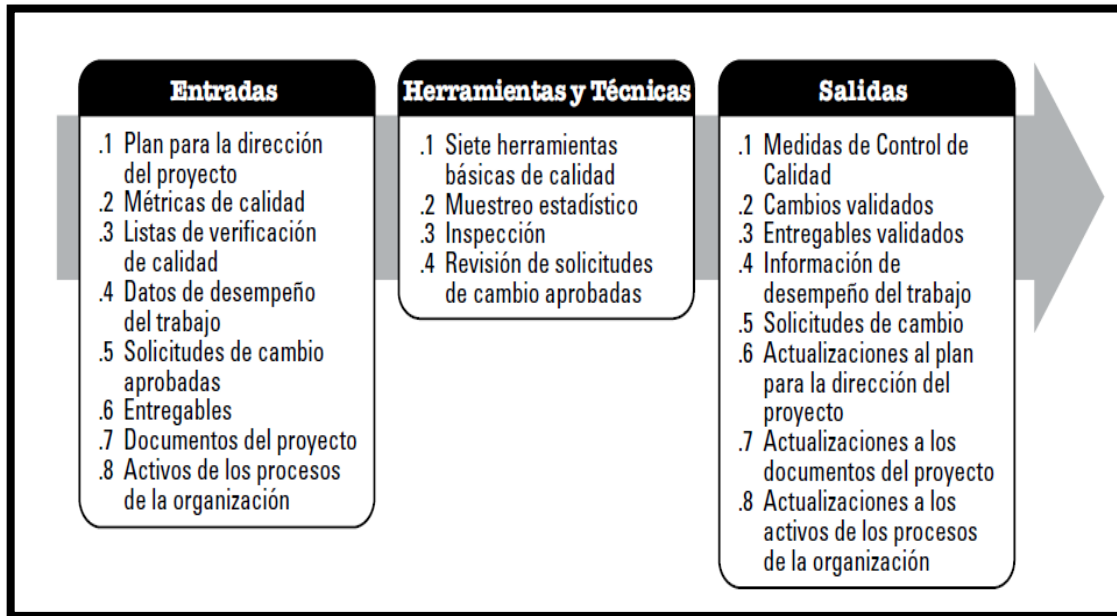 Entradas
.1 Plan para la dirección
del proyecto
.2 Métricas de calidad
.3 Listas de verificación
de calidad
.4 Datos de desempeño
del trabajo
.5 Solicitudes de cambio
aprobadas
.6 Entregables
.7 Documentos del proyecto
.8 Activos de los procesos
de la organización
Herramientas y Técnicas
.1 Siete herramientas
básicas de calidad
.2 Muestreo estadístico
.3 Inspección
.4 Revisión de solicitudes
de cambio aprobadas
Salidas
.1 Medidas de Control de
Calidad
.2 Cambios validados
.3 Entregables validados
.4 Información de
desempeño del trabajo
.5 Solicitudes de cambio
.6 Actualizaciones al plan
para la dirección del
proyecto
.7 Actualizaciones a los
documentos del proyecto
.8 Actualizaciones a los
activos de los procesos
de la organización